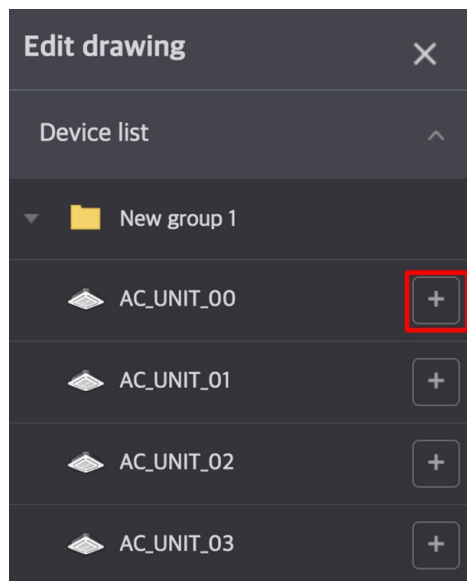 Edit drawing
Device list
New group 1
AC_UNIT_00
AC_UNIT_01
AC_UNIT_02
AC_UNIT_03